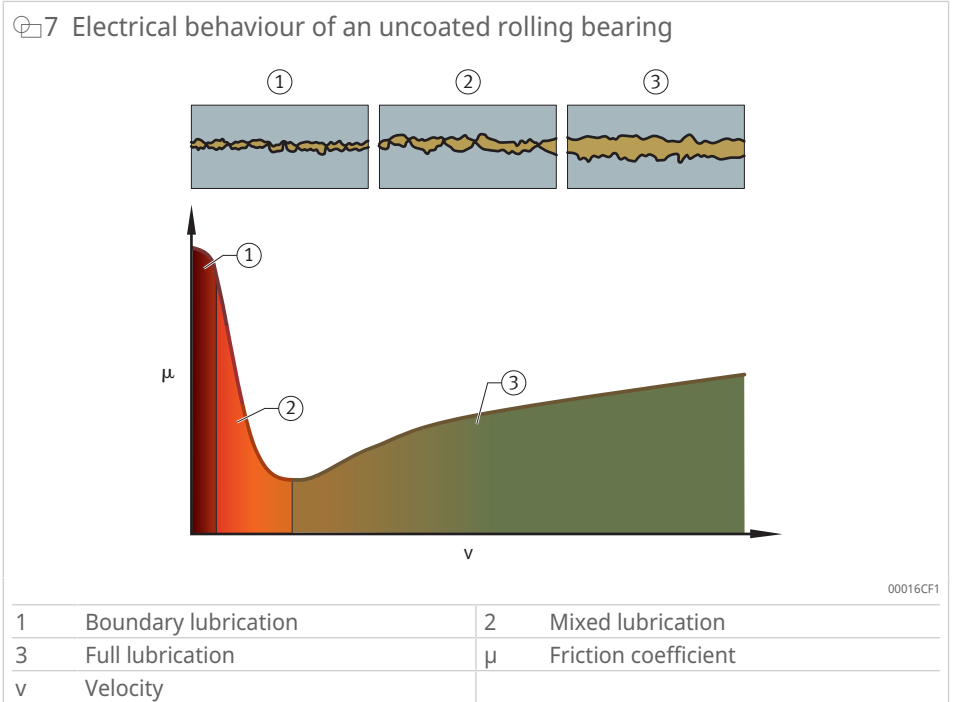 7 Electrical behaviour of an uncoated rolling bearing
1 2 3
1
μ
3
2
v
00016CF1
1 Boundary lubrication 2 Mixed lubrication
3 Full lubrication μ Friction coefficient
v Velocity